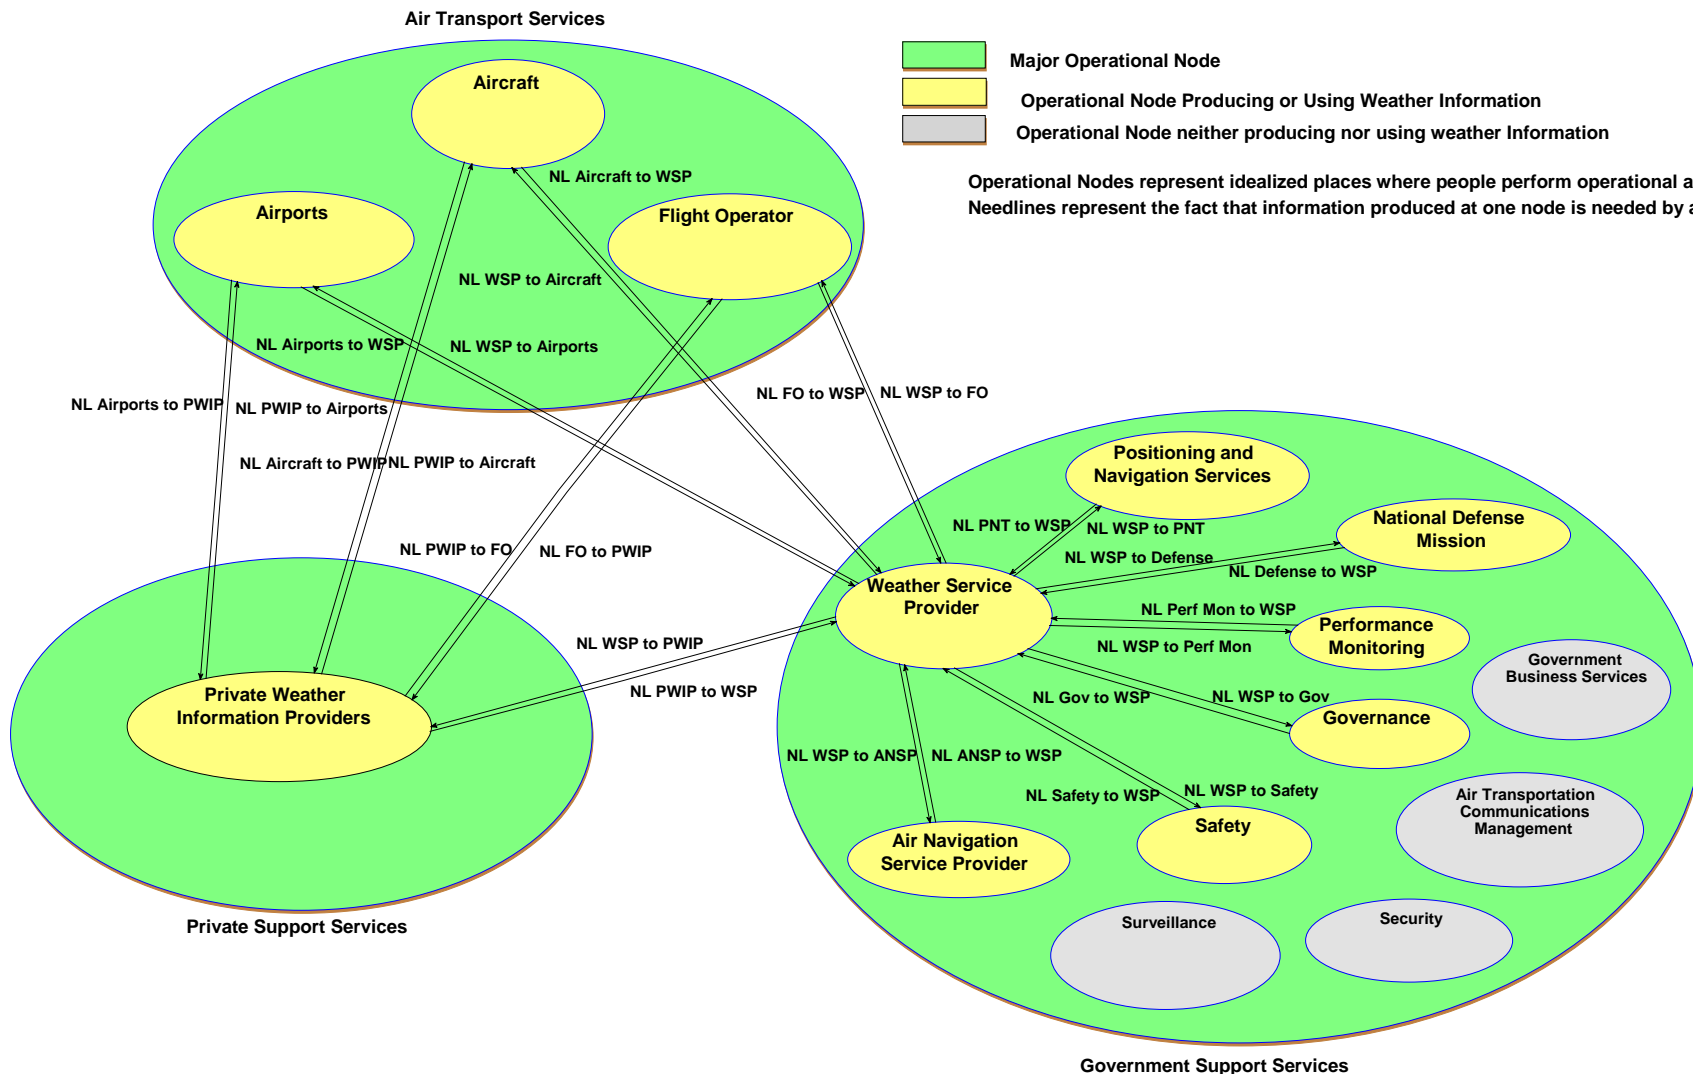 Air Transport Services
Major Operational Node
Operational Node Producing or Using Weather Information
Operational Node neither producing nor using weather Information
Operational Nodes represent idealized places where people perform operational a
Needlines represent the fact that information produced at one node is needed by a
Aircraft
Airports
Flight Operator
NL Aircraft to WSP
NL WSP to Aircraft
NL Airports to WSP
NL WSP to Airports
NL Airports to PWIP
NL PWIP to Airports
NL FO to WSP
NL WSP to FO
NL Aircraft to PWIP
NL PWIP to Aircraft
NL PWIP to FO
NL FO to PWIP
Positioning and
Navigation Services
NL PNT to WSP
NL WSP to PNT
National Defense
Mission
NL WSP to Defense
NL Defense to WSP
Weather Service
Provider
NL Perf Mon to WSP
NL WSP to Perf Mon
Performance
Monitoring
NL WSP to PWIP
NL PWIP to WSP
Private Weather
Information Providers
NL Gov to WSP
NL WSP to Gov
Governance
Government
Business Services
NL WSP to ANSP
NL ANSP to WSP
NL Safety to WSP
NL WSP to Safety
Air Transportation
Communications
Management
Air Navigation
Service Provider
Safety
Surveillance
Security
Private Support Services
Government Support Services